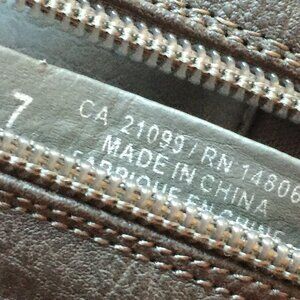 7
CA 21099 / RN 14806
MADE IN CHINA
FABRIQUE EN CHINE